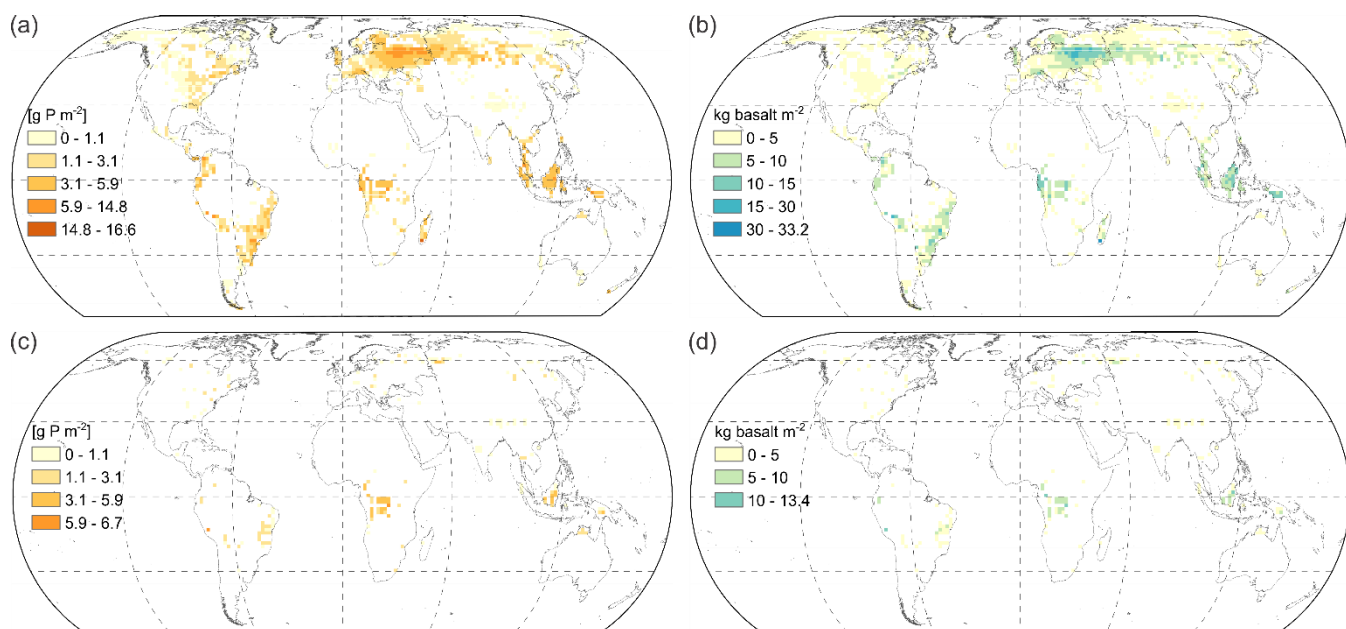 (a)
[g P m⁻²]
0 - 1.1
1.1 - 3.1
3.1 - 5.9
5.9 - 14.8
14.8 - 16.6
(b)
kg basalt m⁻²
0 - 5
5 - 10
10 - 15
15 - 30
30 - 33.2
(c)
[g P m⁻²]
0 - 1.1
1.1 - 3.1
3.1 - 5.9
5.9 - 6.7
(d)
kg basalt m⁻²
0 - 5
5 - 10
10 - 13.4